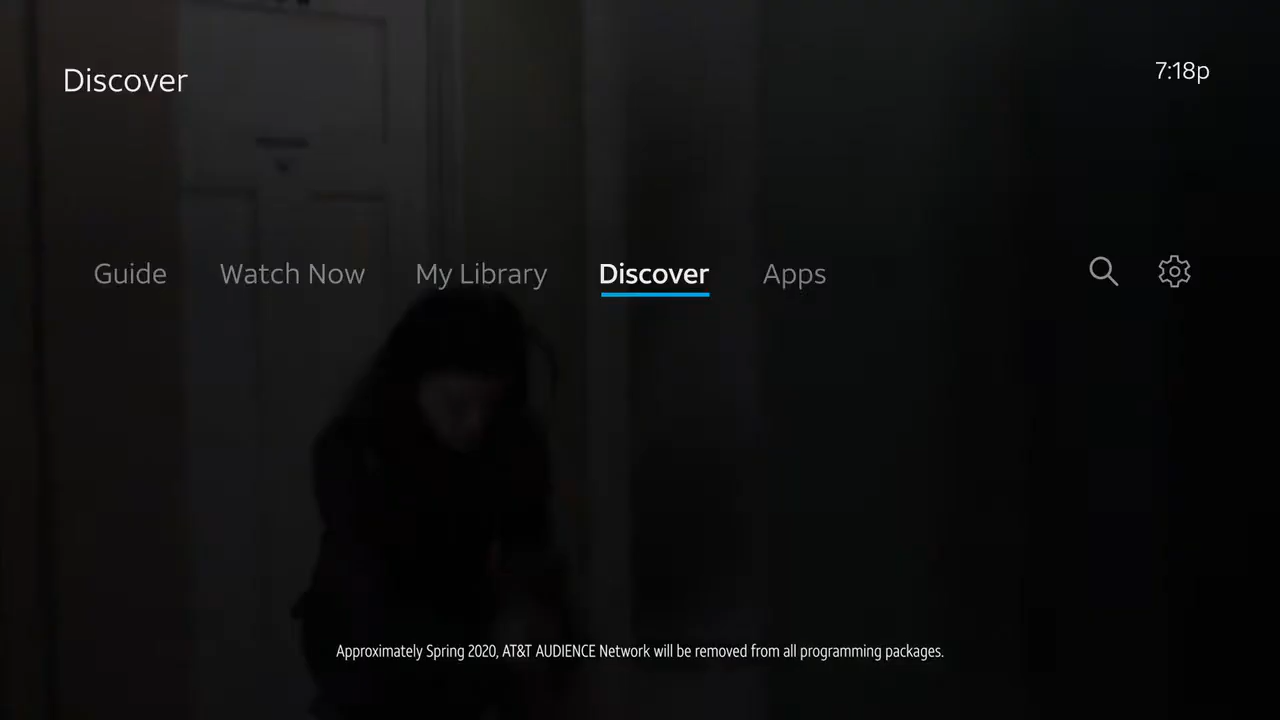 Discover
7:18p
Guide
Watch Now
My Library
Discover
Apps
Approximately Spring 2020, AT&T AUDIENCE Network will be removed from all programming packages.